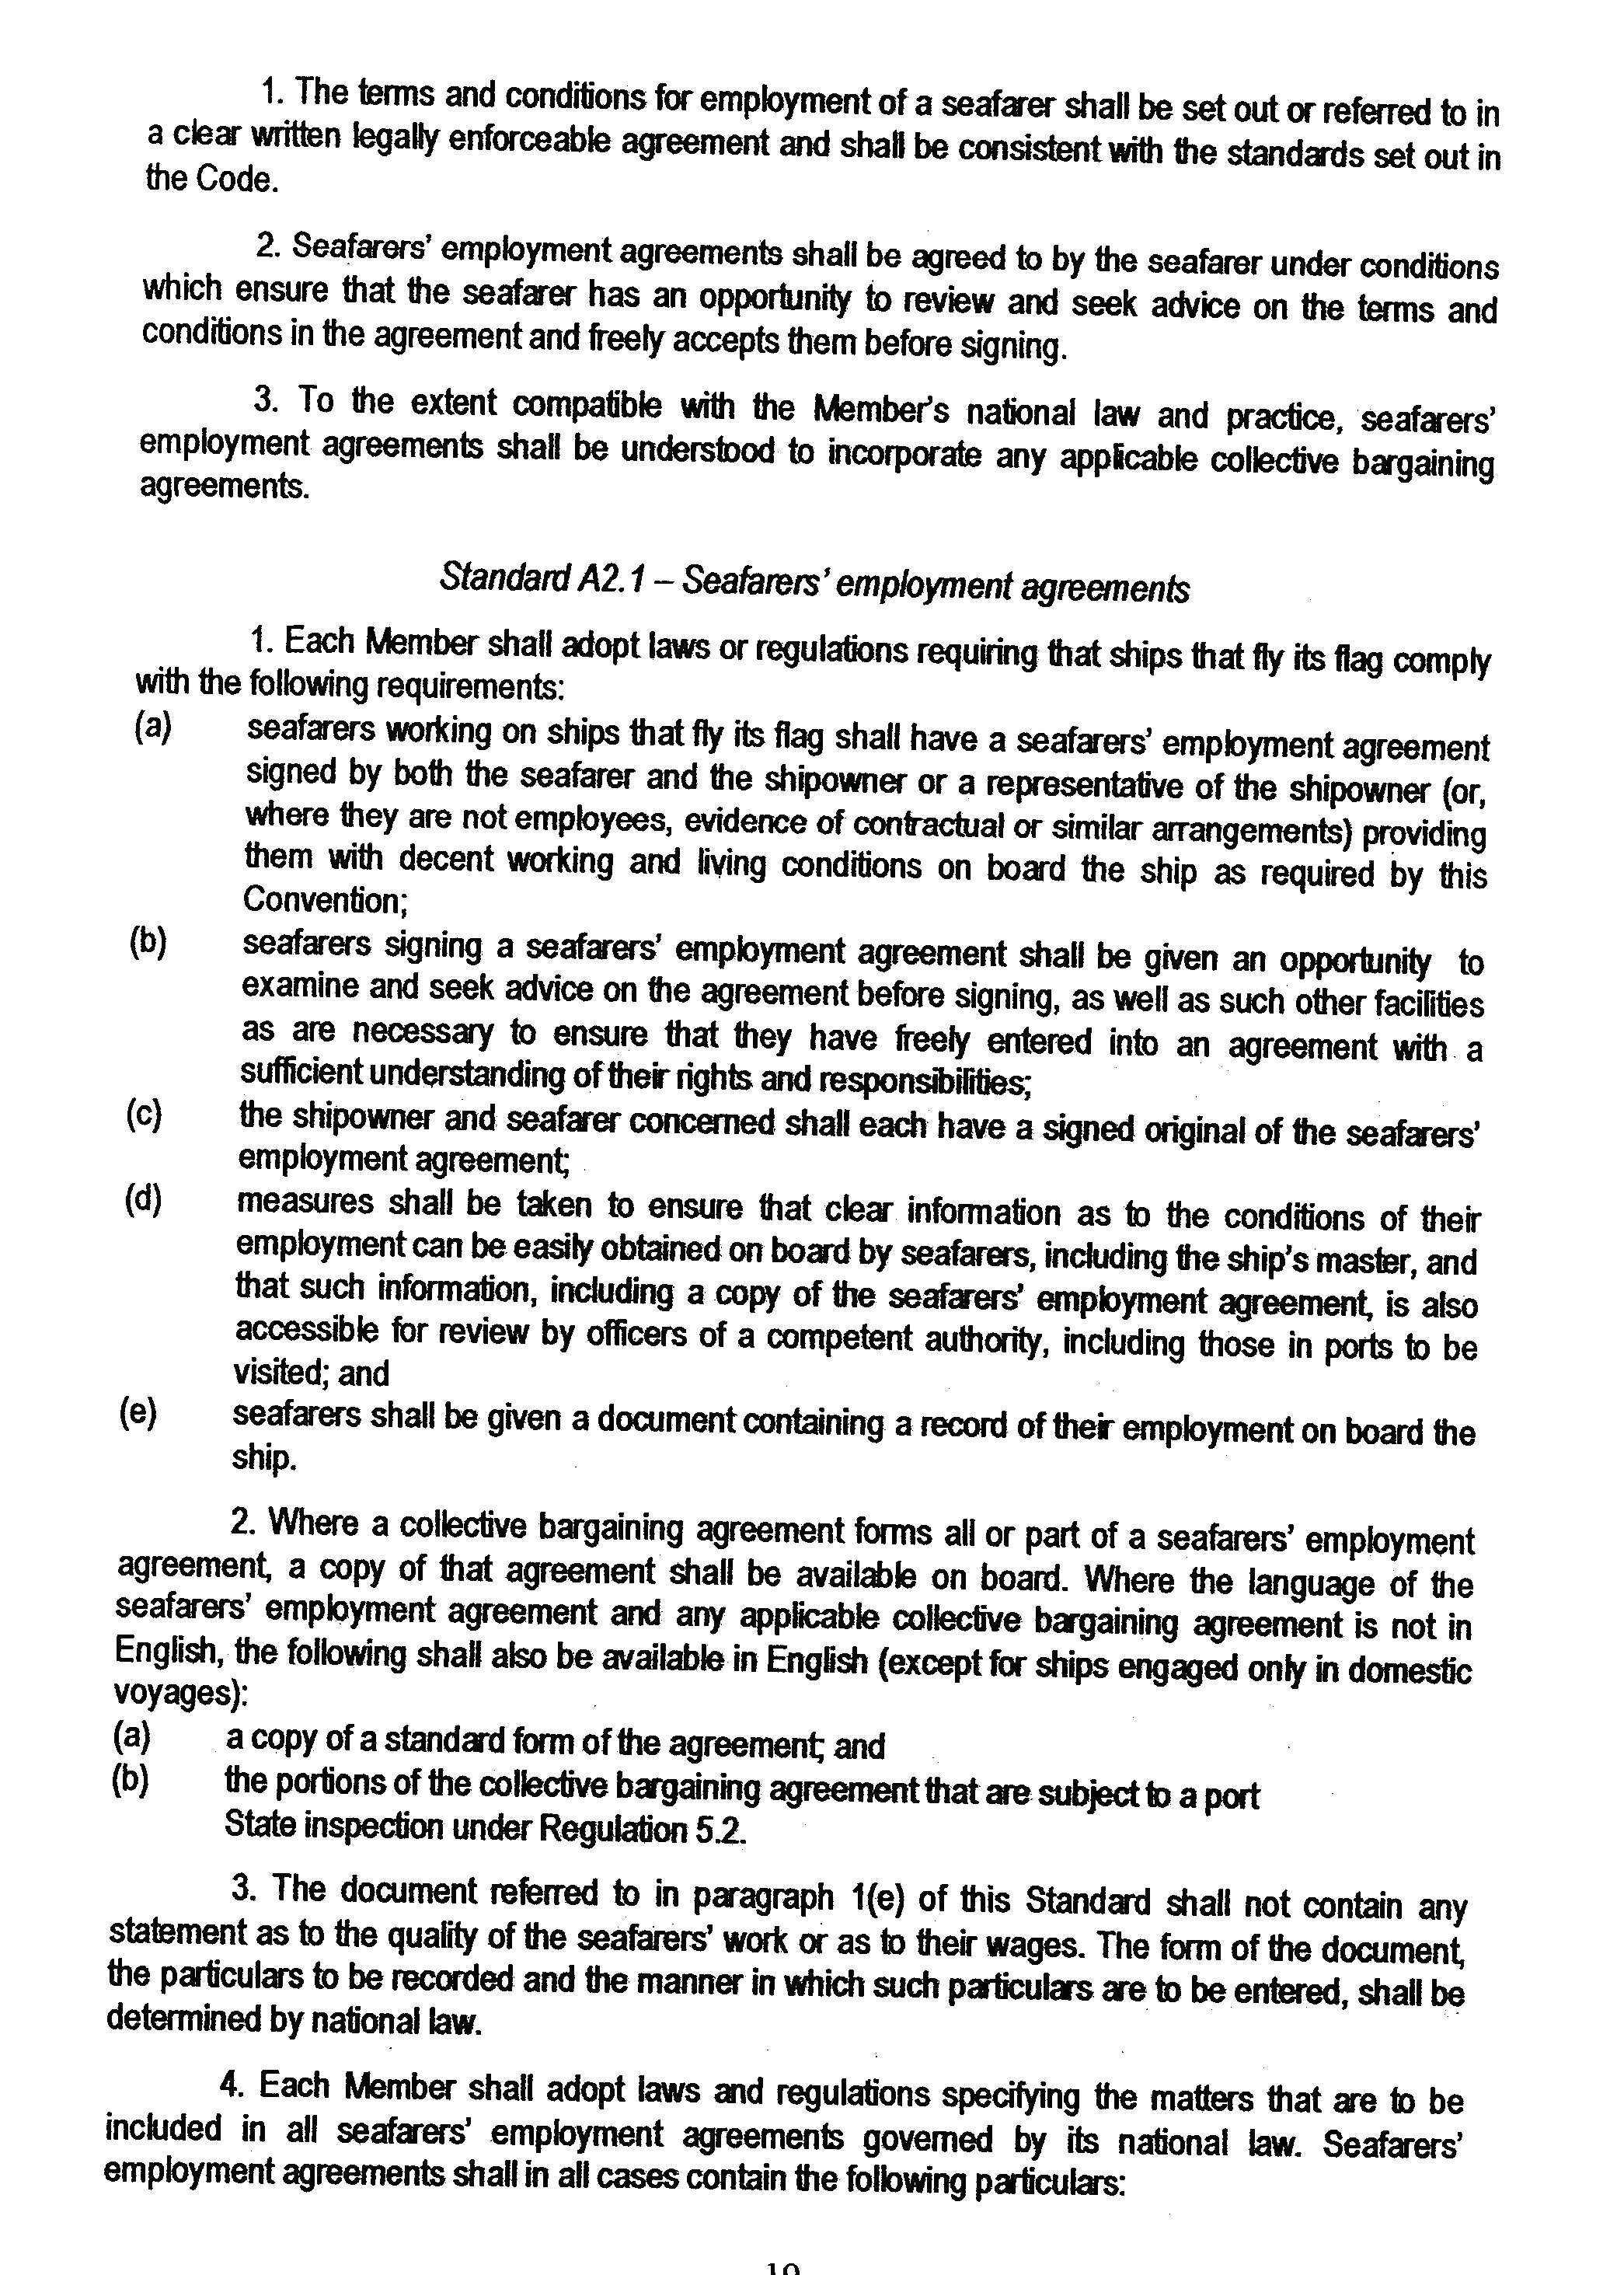 1. The terms and conditions for employment of a seafarer shall be set out or referred to in
a clear written legally enforceable agreement and shall be consistent with the standards set out in
the Code.
2. Seafarers' employment agreements shall be agreed to by the seafarer under conditions
which ensure that the seafarer has an opportunity to review and seek advice on the terms and
conditions in the agreement and freely accepts them before signing.
3. To the extent compatible with the Member's national law and practice, seafarers'
employment agreements shall be understood to incorporate any applicable collective bargaining
agreements.
Standard A2.1 – Seafarers' employment agreements
1. Each Member shall adopt laws or regulations requiring that ships that fly its flag comply
with the following requirements:
(a) seafarers working on ships that fly its flag shall have a seafarers' employment agreement
signed by both the seafarer and the shipowner or a representative of the shipowner (or,
where they are not employees, evidence of contractual or similar arrangements) providing
them with decent working and living conditions on board the ship as required by this
Convention;
(b) seafarers signing a seafarers' employment agreement shall be given an opportunity to
examine and seek advice on the agreement before signing, as well as such other facilities
as are necessary to ensure that they have freely entered into an agreement with a
sufficient understanding of their rights and responsibilities;
(c) the shipowner and seafarer concerned shall each have a signed original of the seafarers'
employment agreement;
(d) measures shall be taken to ensure that clear information as to the conditions of their
employment can be easily obtained on board by seafarers, including the ship's master, and
that such information, including a copy of the seafarers' employment agreement, is also
accessible for review by officers of a competent authority, including those in ports to be
visited; and
(e) seafarers shall be given a document containing a record of their employment on board the
ship.
2. Where a collective bargaining agreement forms all or part of a seafarers' employment
agreement, a copy of that agreement shall be available on board. Where the language of the
seafarers' employment agreement and any applicable collective bargaining agreement is not in
English, the following shall also be available in English (except for ships engaged only in domestic
voyages):
(a) a copy of a standard form of the agreement; and
(b) the portions of the collective bargaining agreement that are subject to a port
State inspection under Regulation 5.2.
3. The document referred to in paragraph 1(e) of this Standard shall not contain any
statement as to the quality of the seafarers' work or as to their wages. The form of the document,
the particulars to be recorded and the manner in which such particulars are to be entered, shall be
determined by national law.
4. Each Member shall adopt laws and regulations specifying the matters that are to be
included in all seafarers' employment agreements governed by its national law. Seafarers'
employment agreements shall in all cases contain the following particulars: